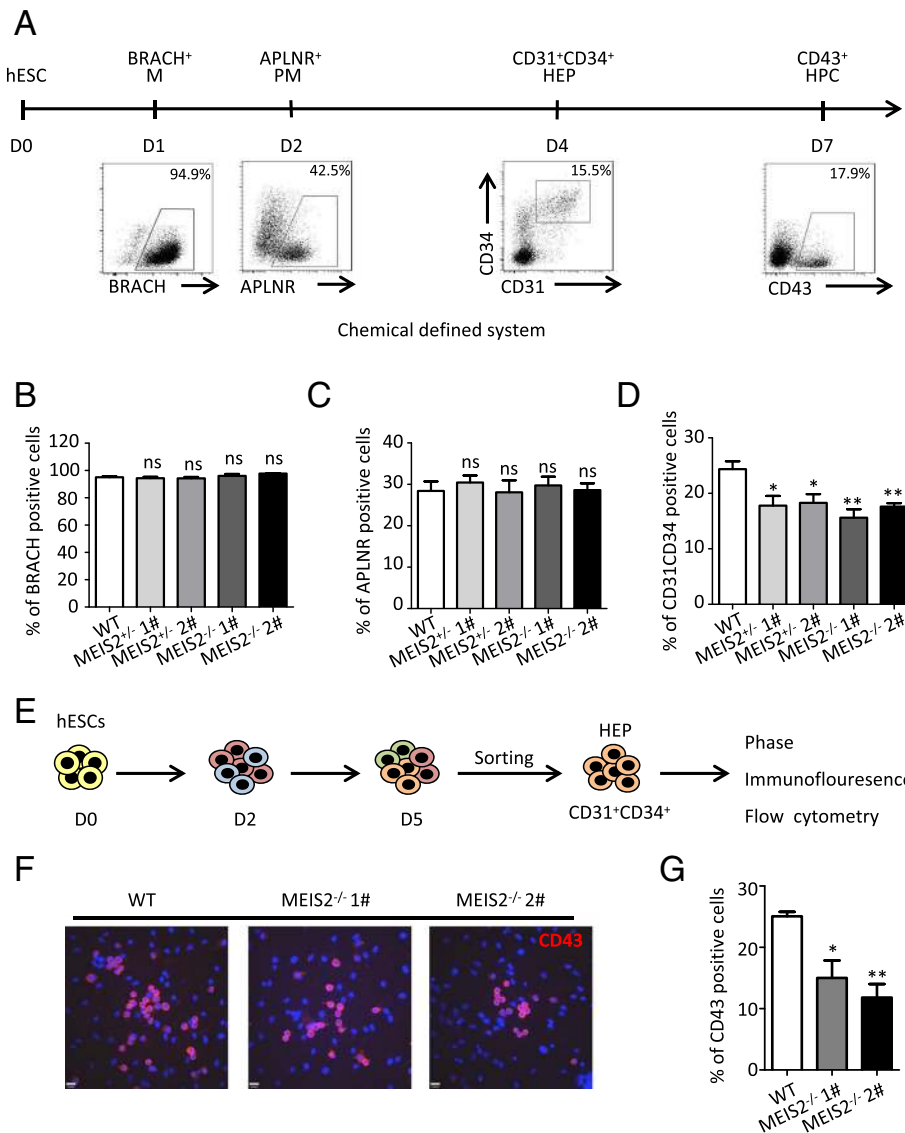 A
BRACH⁺ APLNR⁺ CD31⁺CD34⁺ CD43⁺
hESC M PM HEP HPC
D0 D1 D2 D4 D7
94.9% 42.5% 15.5% 17.9%
CD34
BRACH APLNR CD31 CD43
Chemical defined system
B
% of BRACH positive cells
120
100
80
60
40
20
0
ns ns ns ns
WT MEIS2⁺/⁻ 1# MEIS2⁺/⁻ 2# MEIS2⁻/⁻ 1# MEIS2⁻/⁻ 2#
C
% of APLNR positive cells
40
30
20
10
0
ns ns ns ns
WT MEIS2⁺/⁻ 1# MEIS2⁺/⁻ 2# MEIS2⁻/⁻ 1# MEIS2⁻/⁻ 2#
D
% of CD31CD34 positive cells
30
20
10
0
* * ** **
WT MEIS2⁺/⁻ 1# MEIS2⁺/⁻ 2# MEIS2⁻/⁻ 1# MEIS2⁻/⁻ 2#
E
hESCs HEP
Sorting
D0 D2 D5 CD31⁺CD34⁺
Phase
Immunoflouresence
Flow cytometry
F
WT MEIS2⁻/⁻ 1# MEIS2⁻/⁻ 2#
CD43
G
% of CD43 positive cells
30
20
10
0
* **
WT MEIS2⁻/⁻ 1# MEIS2⁻/⁻ 2#